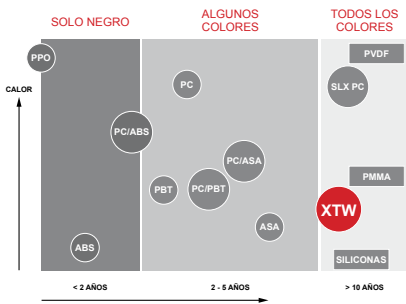 SOLO NEGRO
ALGUNOS
COLORES
TODOS LOS
COLORES
CALOR
PPO
PC
PVDF
SLX PC
PC/ABS
PC/ASA
PBT
PC/PBT
PMMA
XTW
ASA
ABS
SILICONAS
< 2 AÑOS
2 - 5 AÑOS
> 10 AÑOS